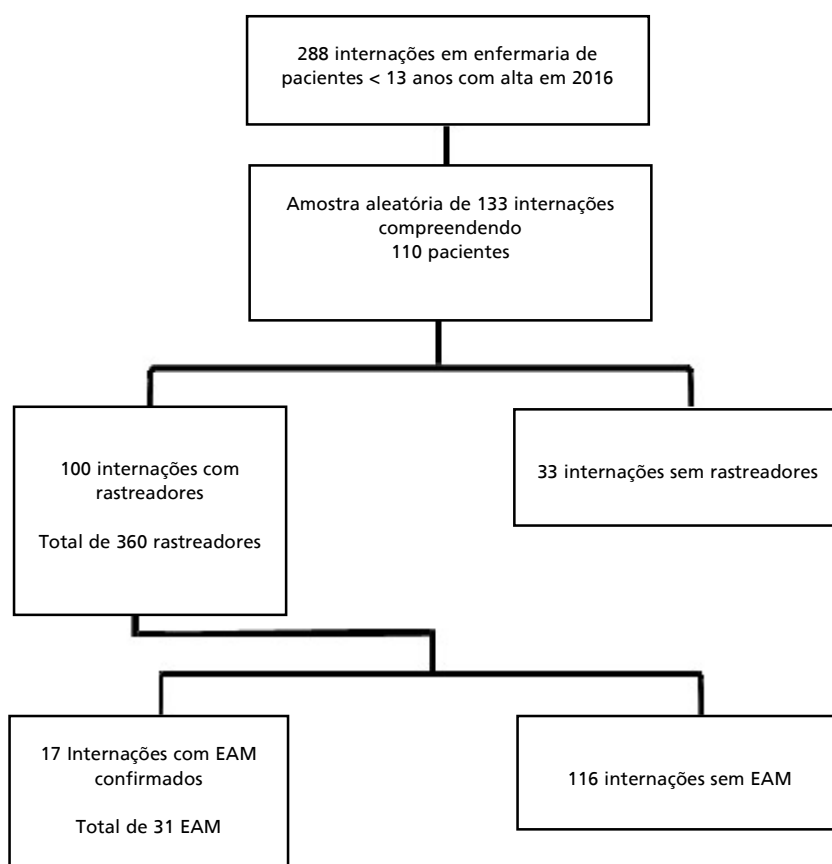 288 internações em enfermaria de
pacientes < 13 anos com alta em 2016
Amostra aleatória de 133 internações
compreendendo
110 pacientes
100 internações com
rastreadores
Total de 360 rastreadores
33 internações sem rastreadores
17 Internações com EAM
confirmados
Total de 31 EAM
116 internações sem EAM